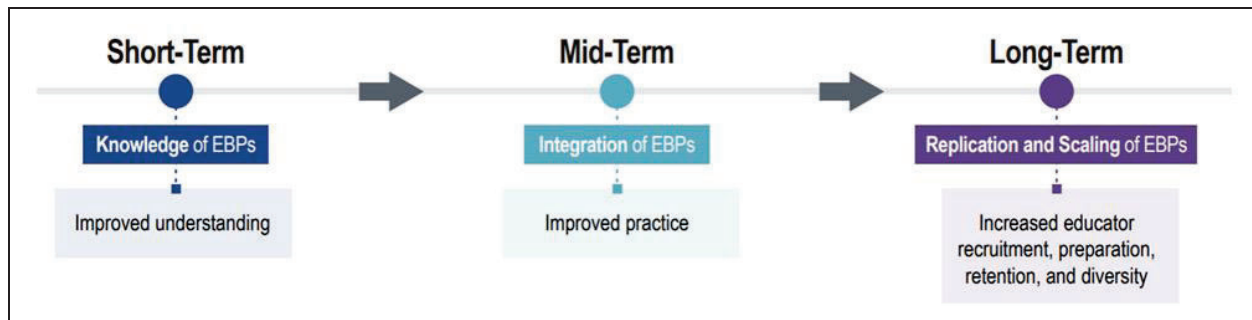 Short-Term
Knowledge of EBPs
Improved understanding
Mid-Term
Integration of EBPs
Improved practice
Long-Term
Replication and Scaling of EBPs
Increased educator
recruitment, preparation,
retention, and diversity